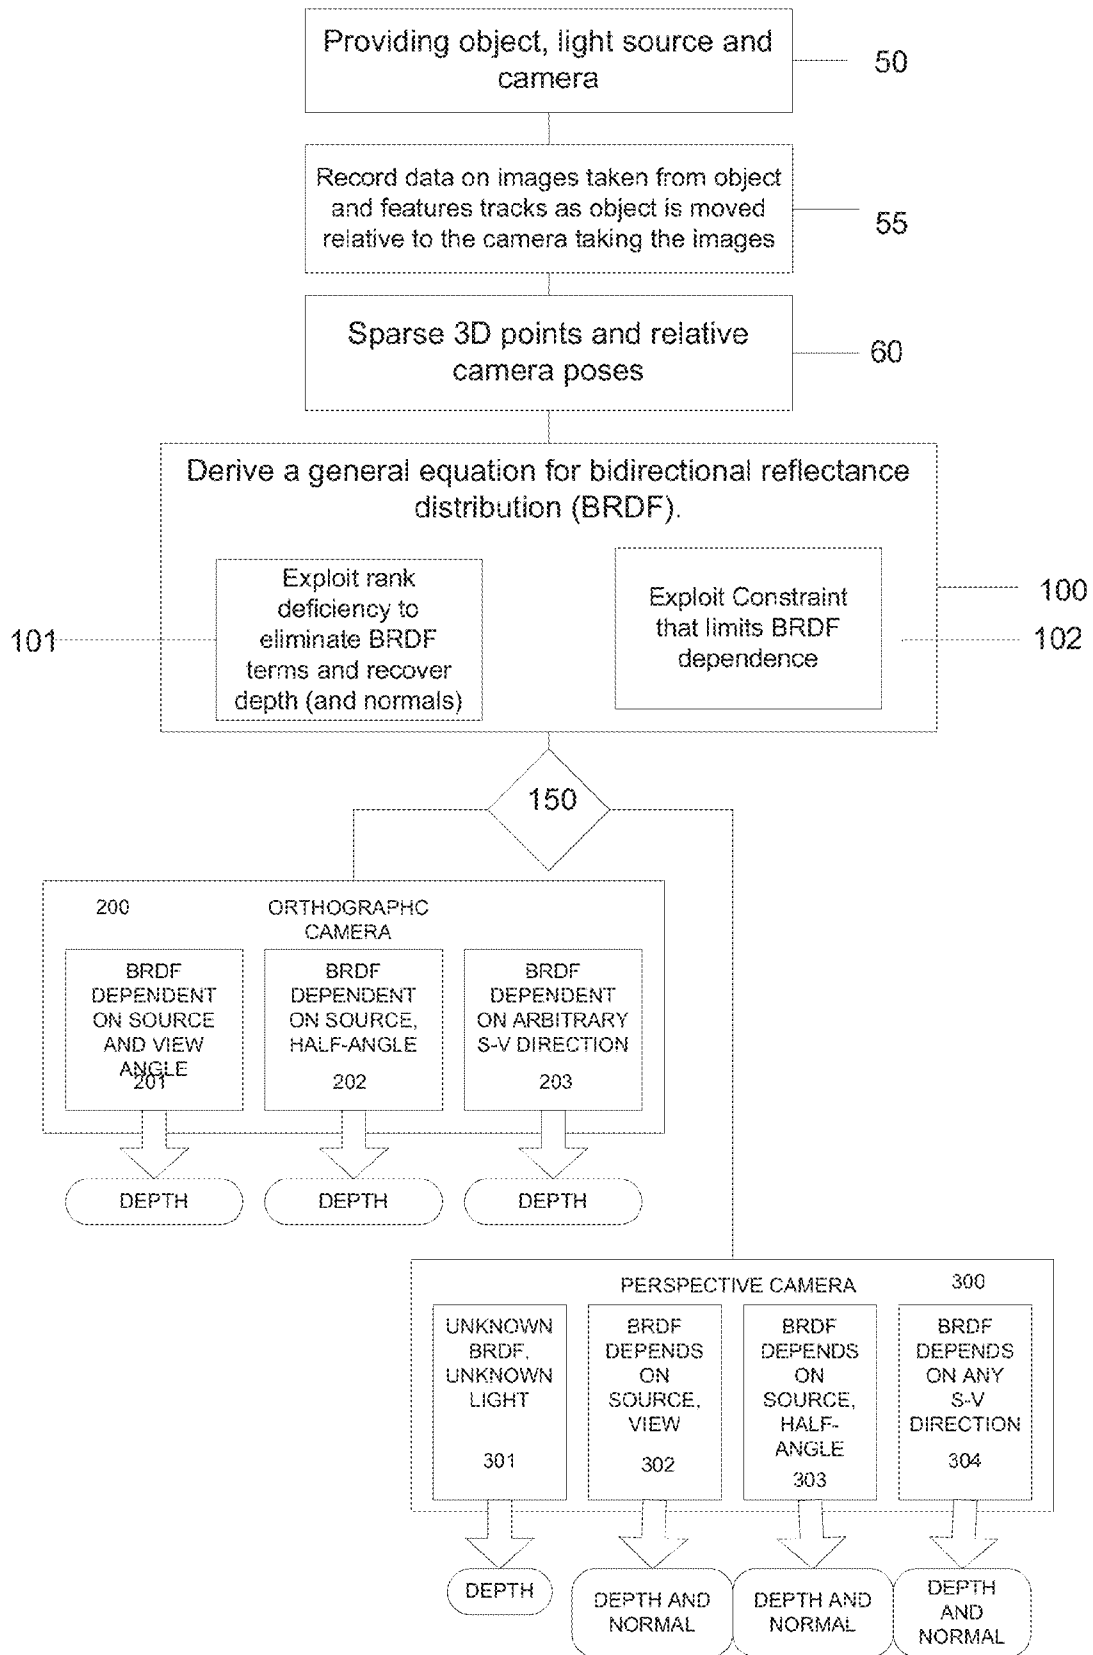 Providing object, light source and
camera
50
Record data on images taken from object
and features tracks as object is moved
relative to the camera taking the images
55
Sparse 3D points and relative
camera poses
60
Derive a general equation for bidirectional reflectance
distribution (BRDF).
Exploit rank
deficiency to
eliminate BRDF
terms and recover
depth (and normals)
101
Exploit Constraint
that limits BRDF
dependence
100
102
150
200
ORTHOGRAPHC
CAMERA
BRDF
DEPENDENT
ON SOURCE
AND VIEW
ANGLE
201
BRDF
DEPENDENT
ON SOURCE,
HALF-ANGLE
202
BRDF
DEPENDENT
ON ARBITRARY
S-V DIRECTION
203
DEPTH
DEPTH
DEPTH
PERSPECTIVE CAMERA
300
UNKNOWN
BRDF,
UNKNOWN
LIGHT
301
BRDF
DEPENDS
ON
SOURCE,
VIEW
302
BRDF
DEPENDS
ON
SOURCE,
HALF-
ANGLE
303
BRDF
DEPENDS
ON ANY
S-V
DIRECTION
304
DEPTH
DEPTH AND
NORMAL
DEPTH AND
NORMAL
DEPTH
AND
NORMAL